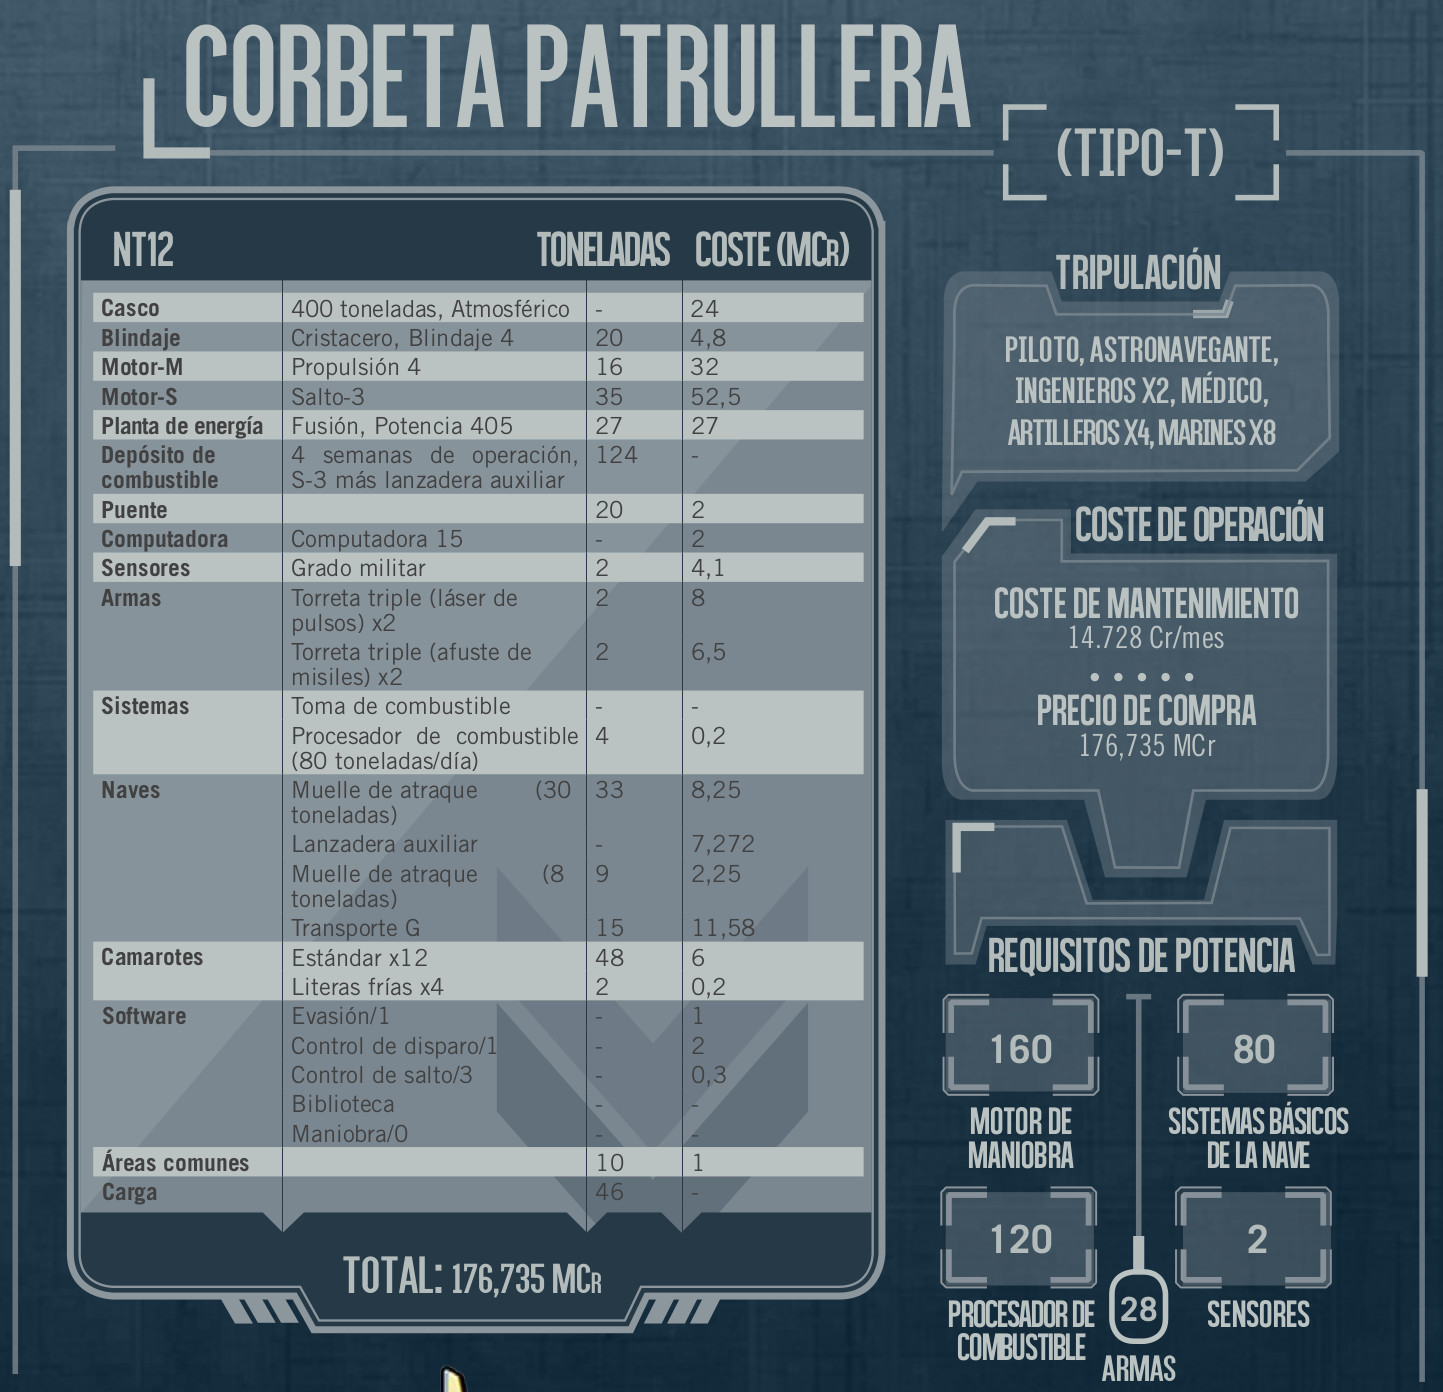 CORBETA PATRULLERA
(TIPO-T)
NT12 TONELADAS COSTE (MCR)
Casco 400 toneladas, Atmosférico - 24
Blindaje Cristacero, Blindaje 4 20 4,8
Motor-M Propulsión 4 16 32
Motor-S Salto-3 35 52,5
Planta de energía Fusión, Potencia 405 27 27
Depósito de 4 semanas de operación, 124 -
combustible S-3 más lanzadera auxiliar
Puente 20 2
Computadora Computadora 15 - 2
Sensores Grado militar 2 4,1
Armas Torreta triple (láser de 2 8
pulsos) x2
Torreta triple (afuste de 2 6,5
misiles) x2
Sistemas Toma de combustible - -
Procesador de combustible 4 0,2
(80 toneladas/día)
Naves Muelle de atraque (30 33 8,25
toneladas)
Lanzadera auxiliar - 7,272
Muelle de atraque (8 9 2,25
toneladas)
Transporte G 15 11,58
Camarotes Estándar x12 48 6
Literas frías x4 2 0,2
Software Evasión/1 - 1
Control de disparo/1 - 2
Control de salto/3 - 0,3
Biblioteca - -
Maniobra/0 - -
Áreas comunes 10 1
Carga 46 -
TOTAL: 176,735 MCR
TRIPULACIÓN
PILOTO, ASTRONAVEGANTE,
INGENIEROS X2, MÉDICO,
ARTILLEROS X4, MARINES X8
COSTE DE OPERACIÓN
COSTE DE MANTENIMIENTO
14.728 Cr/mes
PRECIO DE COMPRA
176,735 MCr
REQUISITOS DE POTENCIA
160
MOTOR DE
MANIOBRA
80
SISTEMAS BÁSICOS
DE LA NAVE
120
PROCESADOR DE
COMBUSTIBLE
2
SENSORES
28
ARMAS